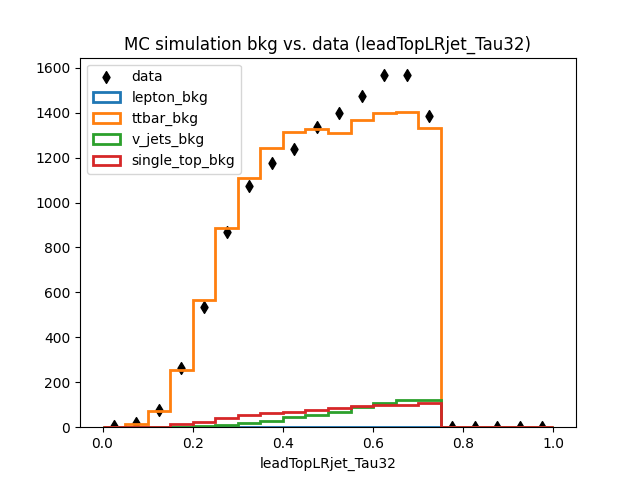 MC simulation bkg vs. data (leadTopLRjet_Tau32)
data
lepton_bkg
ttbar_bkg
v_jets_bkg
single_top_bkg
1600
1400
1200
1000
800
600
400
200
0
0.0 0.2 0.4 0.6 0.8 1.0
leadTopLRjet_Tau32